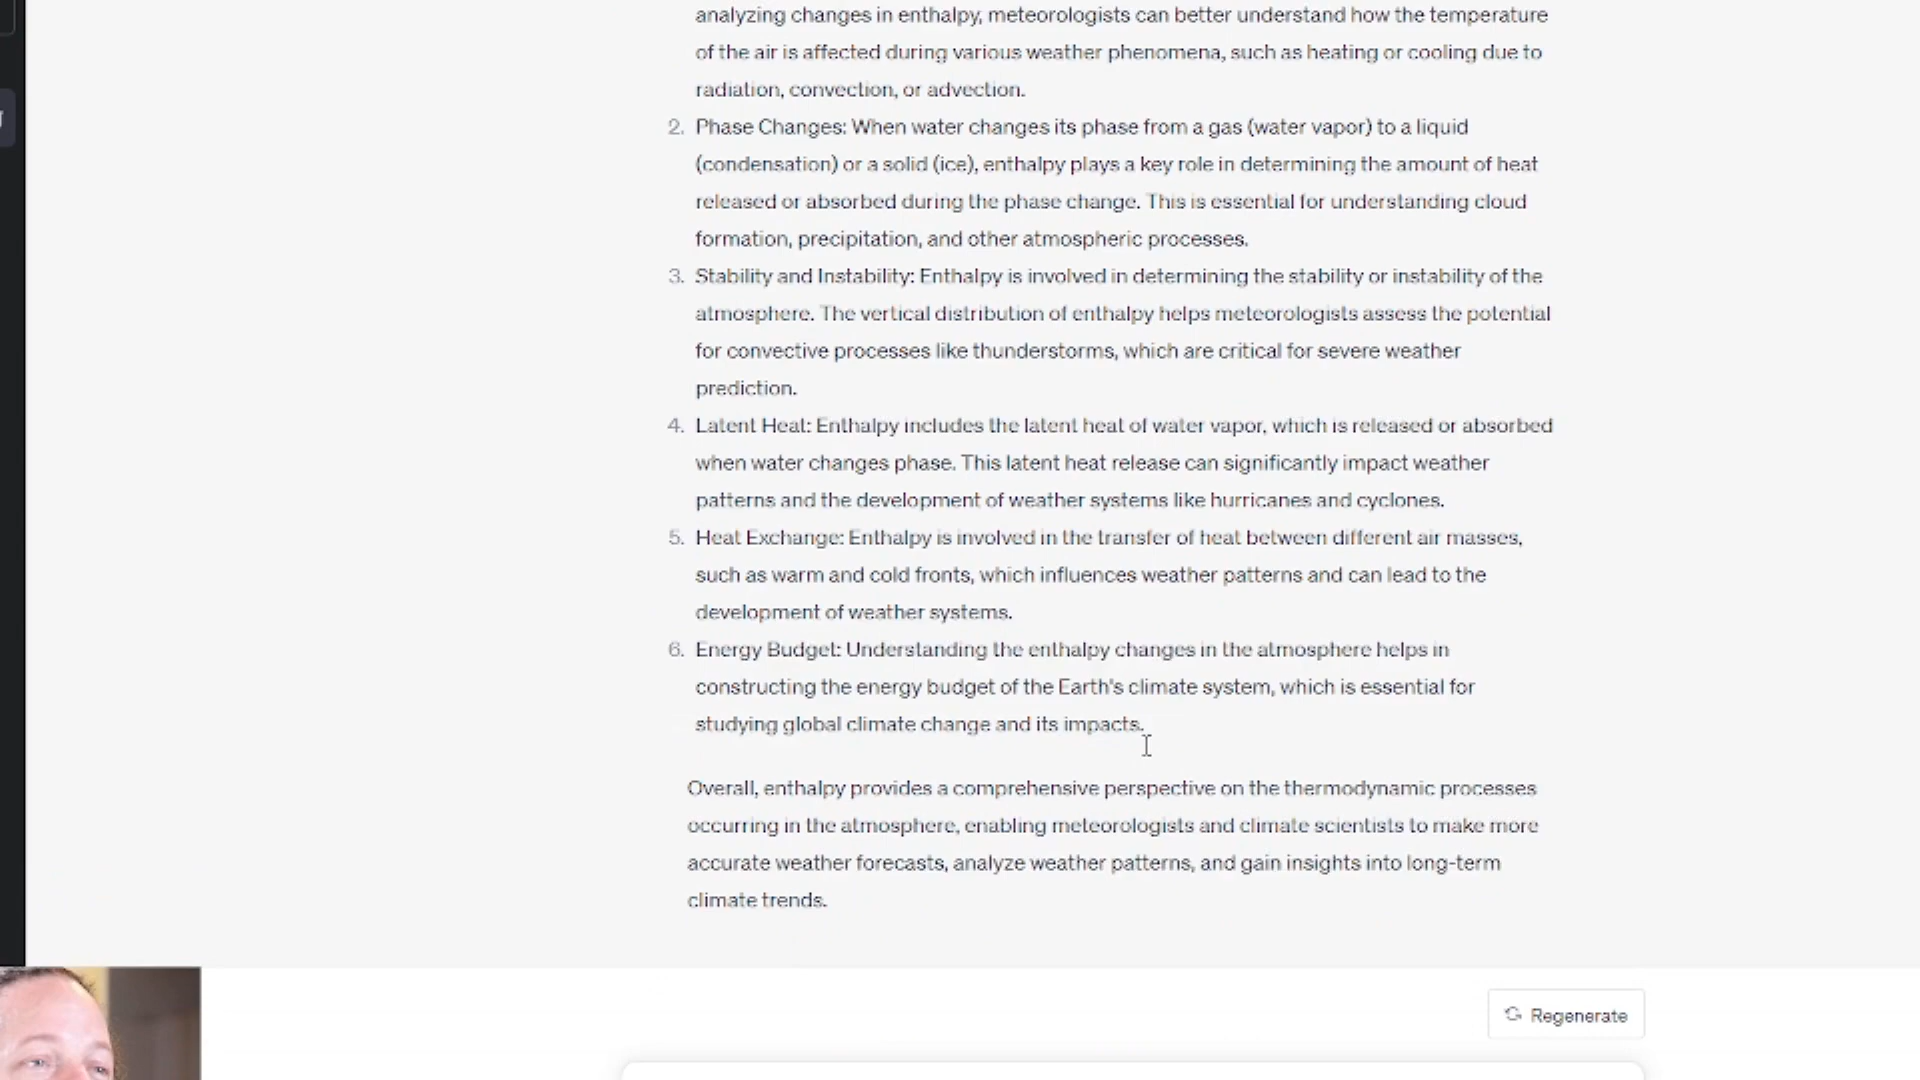 analyzing changes in enthalpy, meteorologists can better understand how the temperature
of the air is affected during various weather phenomena, such as heating or cooling due to
radiation, convection, or advection.
2. Phase Changes: When water changes its phase from a gas (water vapor) to a liquid
(condensation) or a solid (ice), enthalpy plays a key role in determining the amount of heat
released or absorbed during the phase change. This is essential for understanding cloud
formation, precipitation, and other atmospheric processes.
3. Stability and Instability: Enthalpy is involved in determining the stability or instability of the
atmosphere. The vertical distribution of enthalpy helps meteorologists assess the potential
for convective processes like thunderstorms, which are critical for severe weather
prediction.
4. Latent Heat: Enthalpy includes the latent heat of water vapor, which is released or absorbed
when water changes phase. This latent heat release can significantly impact weather
patterns and the development of weather systems like hurricanes and cyclones.
5. Heat Exchange: Enthalpy is involved in the transfer of heat between different air masses,
such as warm and cold fronts, which influences weather patterns and can lead to the
development of weather systems.
6. Energy Budget: Understanding the enthalpy changes in the atmosphere helps in
constructing the energy budget of the Earth's climate system, which is essential for
studying global climate change and its impacts.
Overall, enthalpy provides a comprehensive perspective on the thermodynamic processes
occurring in the atmosphere, enabling meteorologists and climate scientists to make more
accurate weather forecasts, analyze weather patterns, and gain insights into long-term
climate trends.
Regenerate